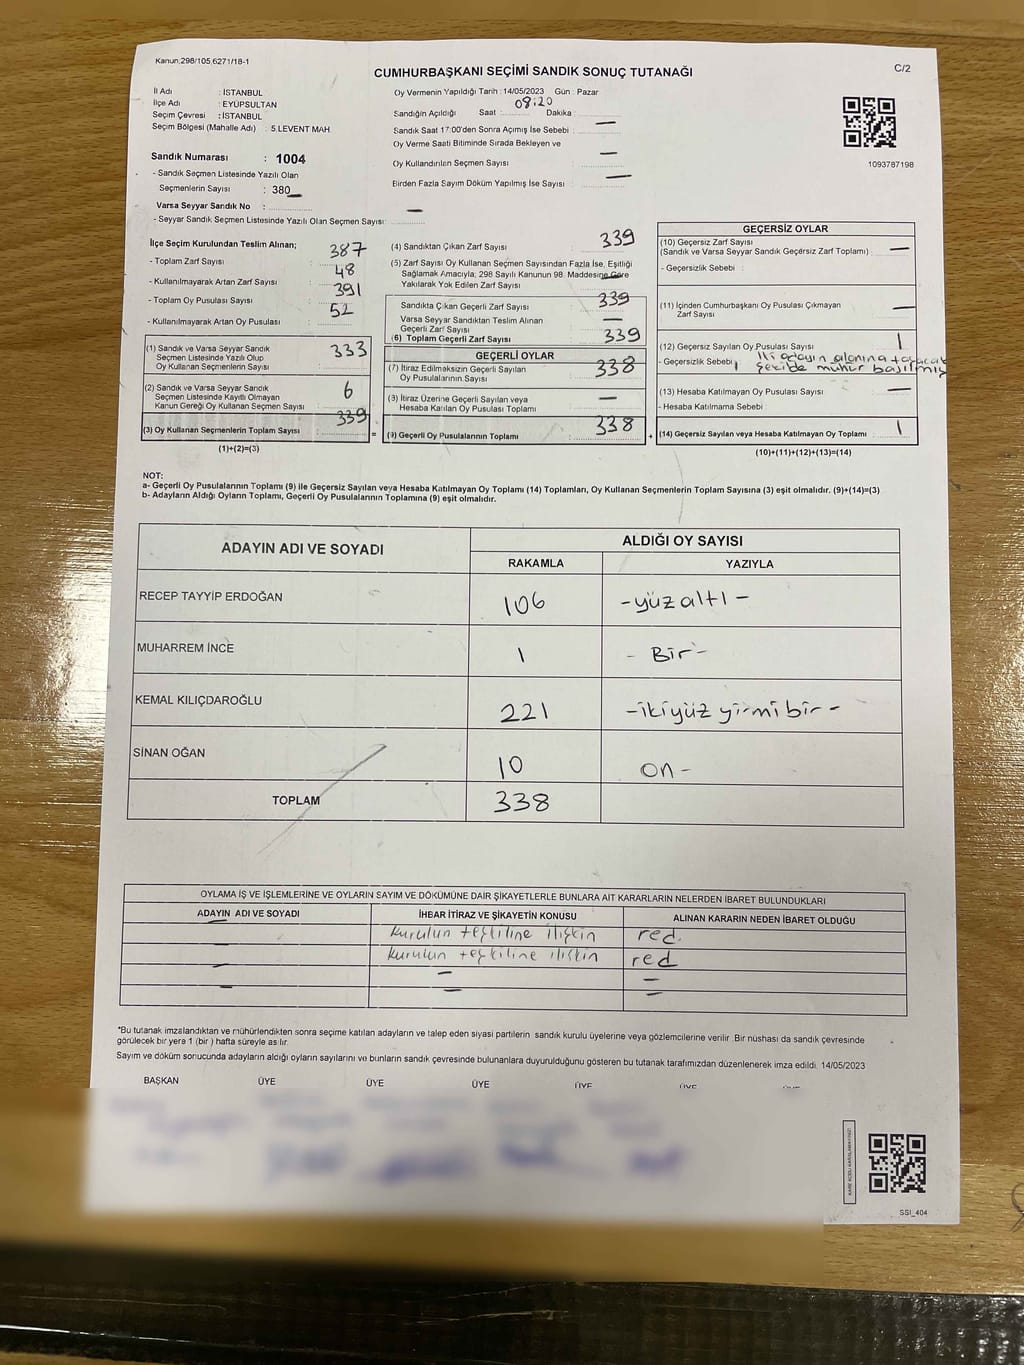 Kanun:298/105,6271/18-1
CUMHURBAŞKANI SEÇİMİ SANDIK SONUÇ TUTANAĞI
C/2
İl Adı : İSTANBUL
İlçe Adı : EYÜPSULTAN
Seçim Çevresi : İSTANBUL
Seçim Bölgesi (Mahalle Adı) : 5.LEVENT MAH.
Sandık Numarası : 1004
- Sandık Seçmen Listesinde Yazılı Olan
Seçmenlerin Sayısı : 380
Varsa Seyyar Sandık No :
- Seyyar Sandık Seçmen Listesinde Yazılı Olan Seçmen Sayısı:
Oy Vermenin Yapıldığı Tarih : 14/05/2023 Gün : Pazar
08:20
Sandığın Açıldığı Saat : Dakika :
Sandık Saat 17:00'den Sonra Açımış İse Sebebi :
Oy Verme Saati Bitiminde Sırada Bekleyen ve
Oy Kullandırılan Seçmen Sayısı
Birden Fazla Sayım Döküm Yapılmış İse Sayısı :
1093787198
İlçe Seçim Kurulundan Teslim Alınan;
- Toplam Zarf Sayısı : 387
- Kullanılmayarak Artan Zarf Sayısı : 48
- Toplam Oy Pusulası Sayısı : 391
- Kullanılmayarak Artan Oy Pusulası : 52
(1) Sandık ve Varsa Seyyar Sandık
Seçmen Listesinde Yazılı Olup
Oy Kullanan Seçmenlerin Sayısı : 333
(2) Sandık ve Varsa Seyyar Sandık
Seçmen Listesinde Kayıtlı Olmayan
Kanun Gereği Oy Kullanan Seçmen Sayısı : 6
(3) Oy Kullanan Seçmenlerin Toplam Sayısı : 339 =
(1)+(2)=(3)
(4) Sandıktan Çıkan Zarf Sayısı : 339
(5) Zarf Sayısı Oy Kullanan Seçmen Sayısından Fazla İse, Eşitliği
Sağlamak Amacıyla; 298 Sayılı Kanunun 98. Maddesine Göre
Yakılarak Yok Edilen Zarf Sayısı :
Sandıkta Çıkan Geçerli Zarf Sayısı : 339
Varsa Seyyar Sandıktan Teslim Alınan
Geçerli Zarf Sayısı :
(6) Toplam Geçerli Zarf Sayısı : 339
GEÇERLİ OYLAR
(7) İtiraz Edilmeksizin Geçerli Sayılan
Oy Pusulalarının Sayısı : 338
(8) İtiraz Üzerine Geçerli Sayılan veya
Hesaba Katılan Oy Pusulası Toplamı : —
(9) Geçerli Oy Pusulalarının Toplamı : 338 +
GEÇERSİZ OYLAR
(10) Geçersiz Zarf Sayısı
(Sandık ve Varsa Seyyar Sandık Geçersiz Zarf Toplamı) : —
- Geçersizlik Sebebi :
(11) İçinden Cumhurbaşkanı Oy Pusulası Çıkmayan
Zarf Sayısı : —
(12) Geçersiz Sayılan Oy Pusulası Sayısı : 1
- Geçersizlik Sebebi : İki adayın alanına taşacak
şekilde mühür basılmış
(13) Hesaba Katılmayan Oy Pusulası Sayısı : —
- Hesaba Katılmama Sebebi :
(14) Geçersiz Sayılan veya Hesaba Katılmayan Oy Toplamı : 1
(10)+(11)+(12)+(13)=(14)
NOT:
a- Geçerli Oy Pusulalarının Toplamı (9) ile Geçersiz Sayılan veya Hesaba Katılmayan Oy Toplamı (14) Toplamları, Oy Kullanan Seçmenlerin Toplam Sayısına (3) eşit olmalıdır. (9)+(14)=(3)
b- Adayların Aldığı Oyların Toplamı, Geçerli Oy Pusulalarının Toplamına (9) eşit olmalıdır.
ADAYIN ADI VE SOYADI
ALDIĞI OY SAYISI
RAKAMLA YAZIYLA
RECEP TAYYİP ERDOĞAN 106 -yüz altı-
MUHARREM İNCE 1 - Bir -
KEMAL KILIÇDAROĞLU 221 -ikiyüz yirmibir-
SİNAN OĞAN 10 on -
TOPLAM 338
OYLAMA İŞ VE İŞLEMLERİNE VE OYLARIN SAYIM VE DÖKÜMÜNE DAİR ŞİKAYETLERLE BUNLARA AİT KARARLARIN NELERDEN İBARET BULUNDUKLARI
ADAYIN ADI VE SOYADI İHBAR İTİRAZ VE ŞİKAYETİN KONUSU ALINAN KARARIN NEDEN İBARET OLDUĞU
— kurulun teşkiline ilişkin red.
— kurulun teşkiline ilişkin red
— — —
— — —
*Bu tutanak imzalandıktan ve mühürlendikten sonra seçime katılan adayların ve talep eden siyasi partilerin sandık kurulu üyelerine veya gözlemcilerine verilir .Bir nüshası da sandık çevresinde
görülecek bir yere 1 (bir ) hafta süreyle asılır.
Sayım ve döküm sonucunda adayların aldığı oyların sayılarını ve bunların sandık çevresinde bulunanlara duyurulduğunu gösteren bu tutanak tarafımızdan düzenlenerek imza edildi. 14/05/2023
BAŞKAN ÜYE ÜYE ÜYE ÜYE ÜYE
SSI_404